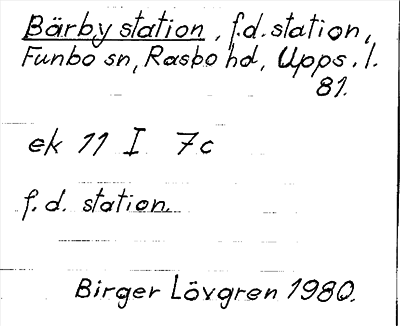 Bärby station, f.d. station,
Funbo sn, Rasbo hd, Upps. l.
81.
ek 11 I 7c
f.d. station.
Birger Lövgren 1980.